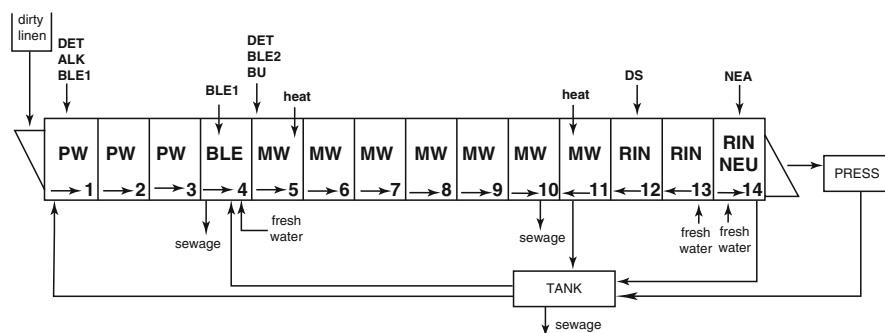 dirty
linen
DET
ALK
BLE1
BLE1
DET
BLE2
BU
heat
heat
DS
NEA
PW 1
PW 2
PW 3
BLE 4
MW 5
MW 6
MW 7
MW 8
MW 9
MW 10
MW 11
RIN 12
RIN 13
RIN
NEU 14
PRESS
sewage
fresh
water
sewage
fresh
water
fresh
water
TANK
sewage